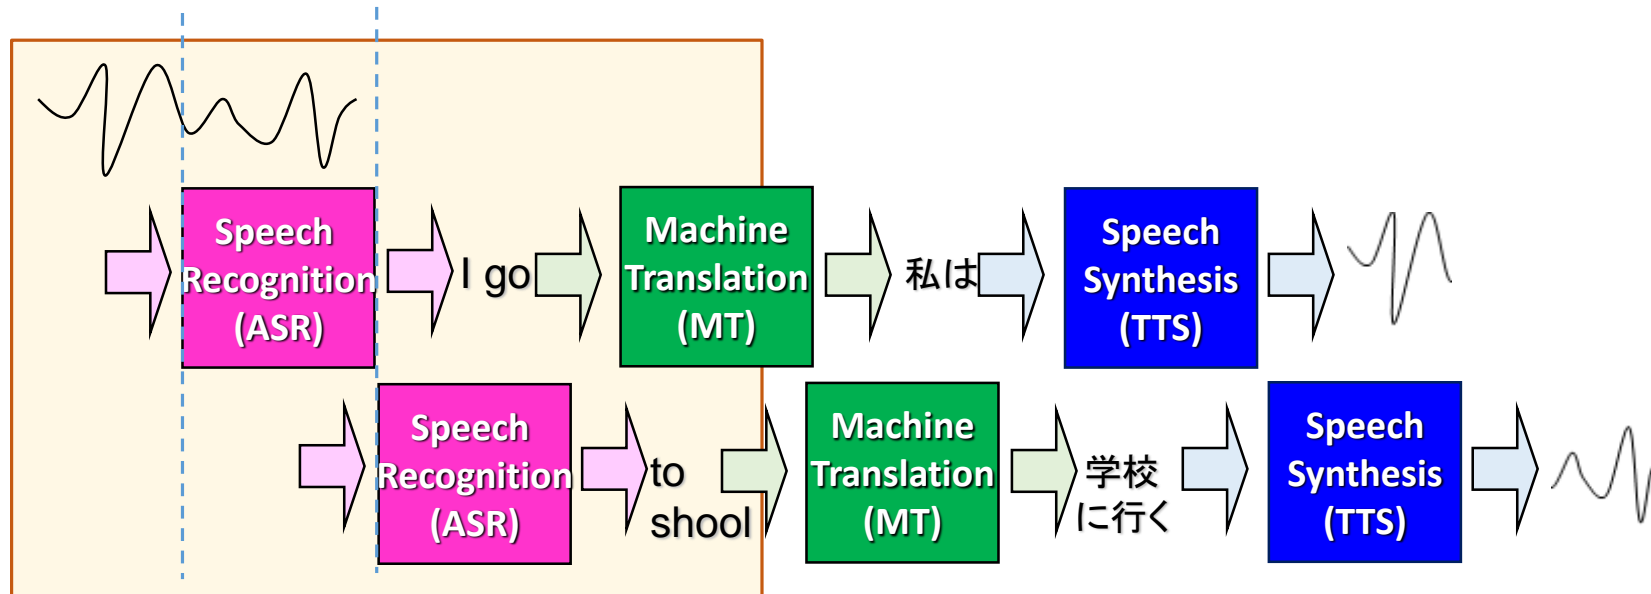 Speech
Recognition
(ASR)
I go
Machine
Translation
(MT)
私は
Speech
Synthesis
(TTS)
Speech
Recognition
(ASR)
to
shool
Machine
Translation
(MT)
学校
に行く
Speech
Synthesis
(TTS)